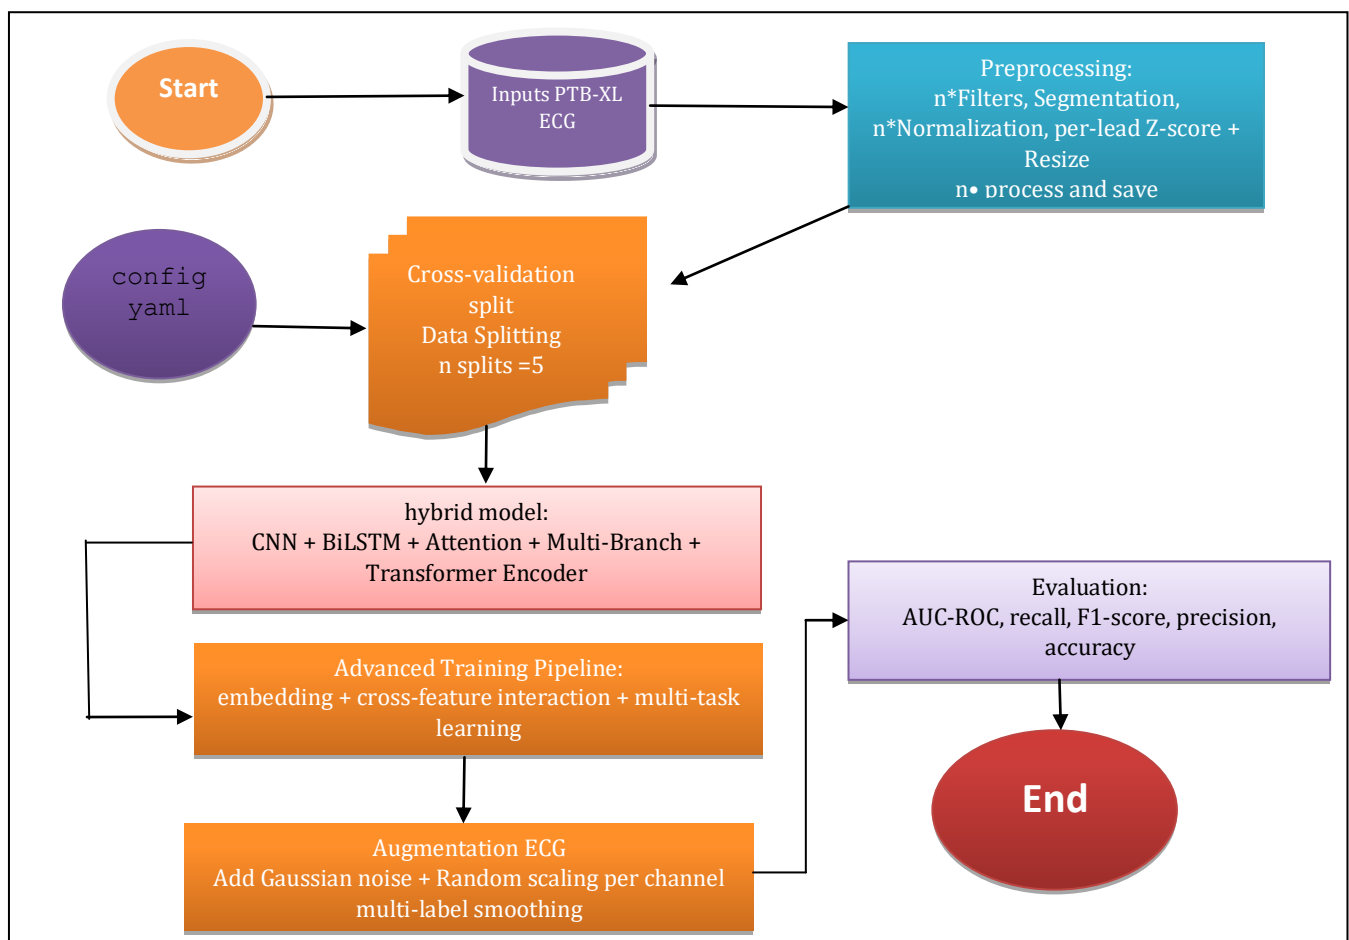 Start
Inputs PTB-XL
ECG
Preprocessing:
n*Filters, Segmentation,
n*Normalization, per-lead Z-score +
Resize
n• process and save
config
yaml
Cross-validation
split
Data Splitting
n splits =5
hybrid model:
CNN + BiLSTM + Attention + Multi-Branch +
Transformer Encoder
Advanced Training Pipeline:
embedding + cross-feature interaction + multi-task
learning
Augmentation ECG
Add Gaussian noise + Random scaling per channel
multi-label smoothing
Evaluation:
AUC-ROC, recall, F1-score, precision,
accuracy
End